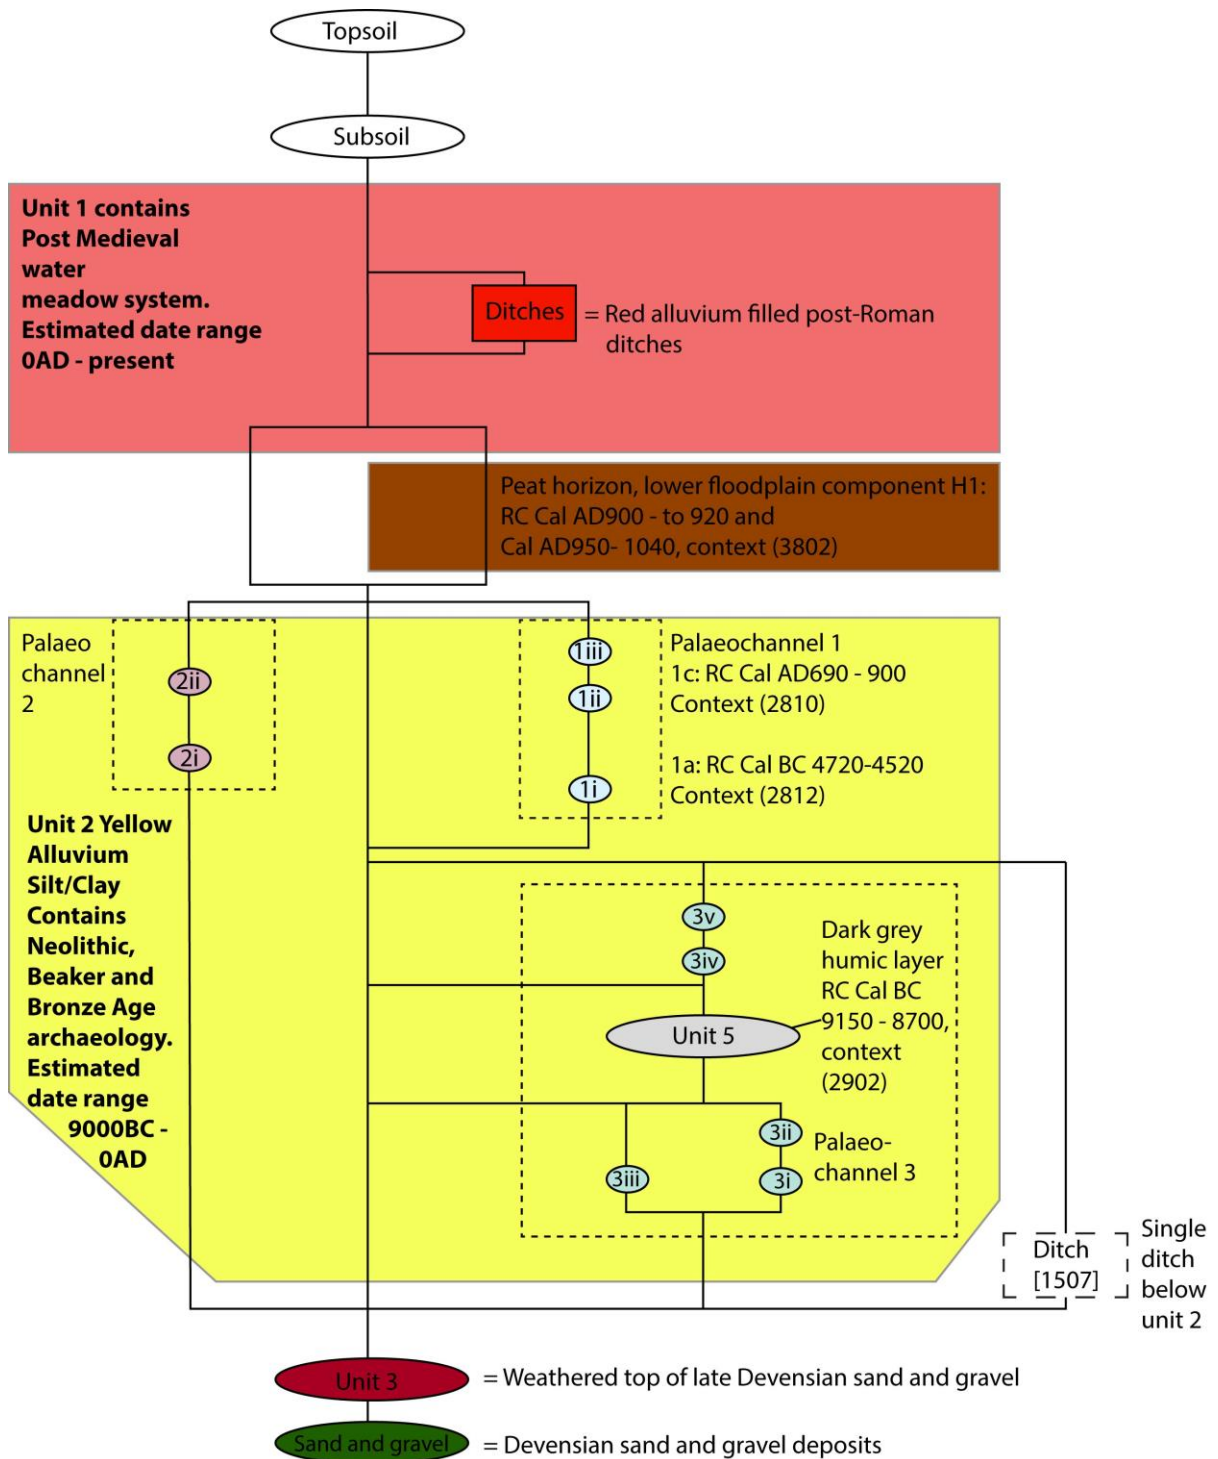 Topsoil
Subsoil
Unit 1 contains
Post Medieval
water
meadow system.
Estimated date range
0AD - present
Ditches
= Red alluvium filled post-Roman
ditches
Peat horizon, lower floodplain component H1:
RC Cal AD900 - to 920 and
Cal AD950- 1040, context (3802)
Palaeo
channel
2
2ii
2i
1iii
1ii
1i
Palaeochannel 1
1c: RC Cal AD690 - 900
Context (2810)
1a: RC Cal BC 4720-4520
Context (2812)
Unit 2 Yellow
Alluvium
Silt/Clay
Contains
Neolithic,
Beaker and
Bronze Age
archaeology.
Estimated
date range
9000BC -
0AD
3v
3iv
Unit 5
Dark grey
humic layer
RC Cal BC
9150 - 8700,
context
(2902)
3ii
3iii
3i
Palaeo-
channel 3
Ditch
[1507]
Single
ditch
below
unit 2
Unit 3
= Weathered top of late Devensian sand and gravel
Sand and gravel
= Devensian sand and gravel deposits